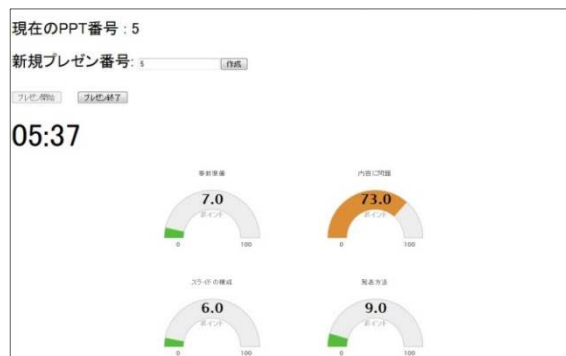 現在のPPT番号 : 5
新規プレゼン番号: 5 作成
プレゼン開始 プレゼン終了
05:37
事前準備 内容に問題
7.0 73.0
ポイント ポイント
0 100 0 100
スライドの構成 発表方法
6.0 9.0
ポイント ポイント
0 100 0 100